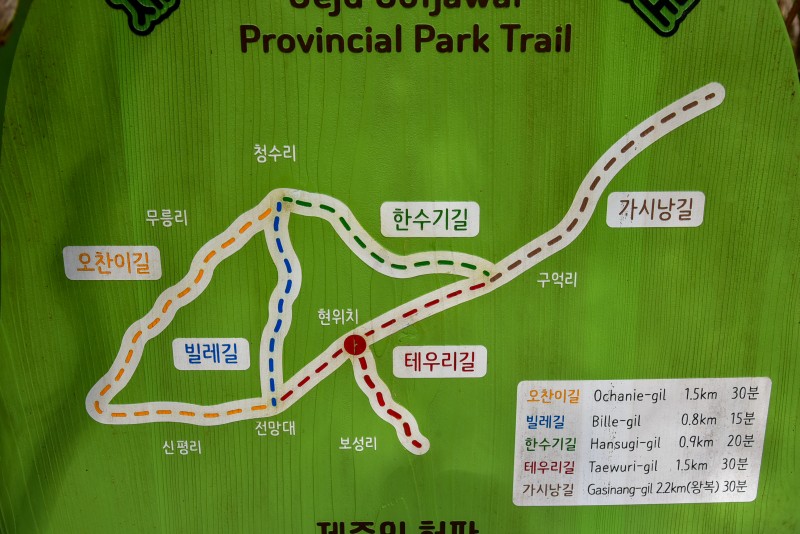 Provincial Park Trail
청수리
무릉리
한수기길
가시낭길
오찬이길
구억리
현위치
빌레길
테우리길
전망대
신평리
보성리
오찬이길 Ochanie-gil 1.5km 30분
빌레길 Bille-gil 0.8km 15분
한수기길 Hansugi-gil 0.9km 20분
테우리길 Taewuri-gil 1.5km 30분
가시낭길 Gasinang-gil 2.2km(왕복) 30분